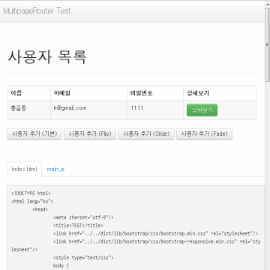 MultipageRouter Test
사용자 목록
이름 이메일 비밀번호 상세보기
홍길동 h@gmail.com 1111 상세보기
사용자 추가 (기본) 사용자 추가 (Flip) 사용자 추가 (Slide) 사용자 추가 (Fade)
index.html main.js
<!DOCTYPE html>
<html lang="ko">
<head>
<meta charset="utf-8"/>
<title>TEST</title>
<link href="../../dist/lib/bootstrap/css/bootstrap.min.css" rel="stylesheet"/>
<link href="../../dist/lib/bootstrap/css/bootstrap-responsive.min.css" rel="sty
lesheet"/>
<style type="text/css">
body {